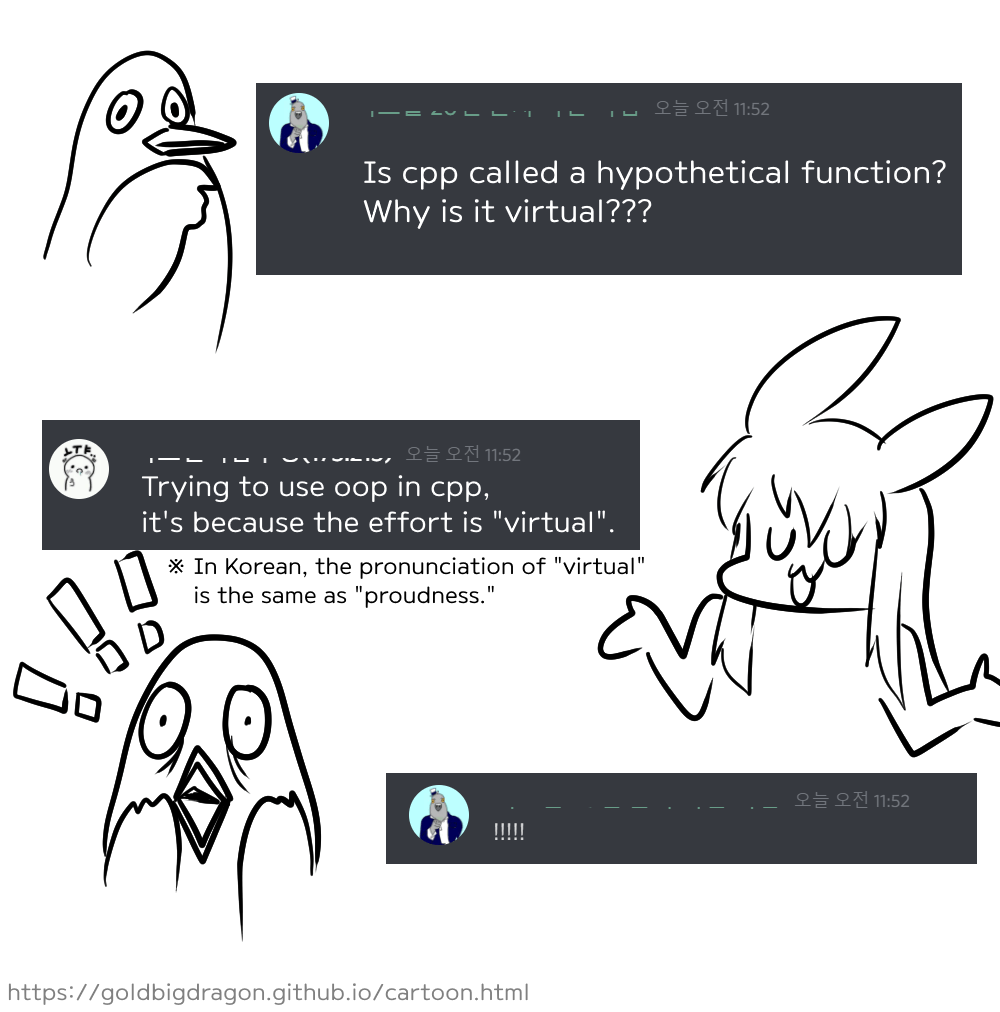 오늘 오전 11:52
Is cpp called a hypothetical function?
Why is it virtual???
오늘 오전 11:52
Trying to use oop in cpp,
it's because the effort is "virtual".
※ In Korean, the pronunciation of "virtual"
is the same as "proudness."
오늘 오전 11:52
!!!!!
https://goldbigdragon.github.io/cartoon.html